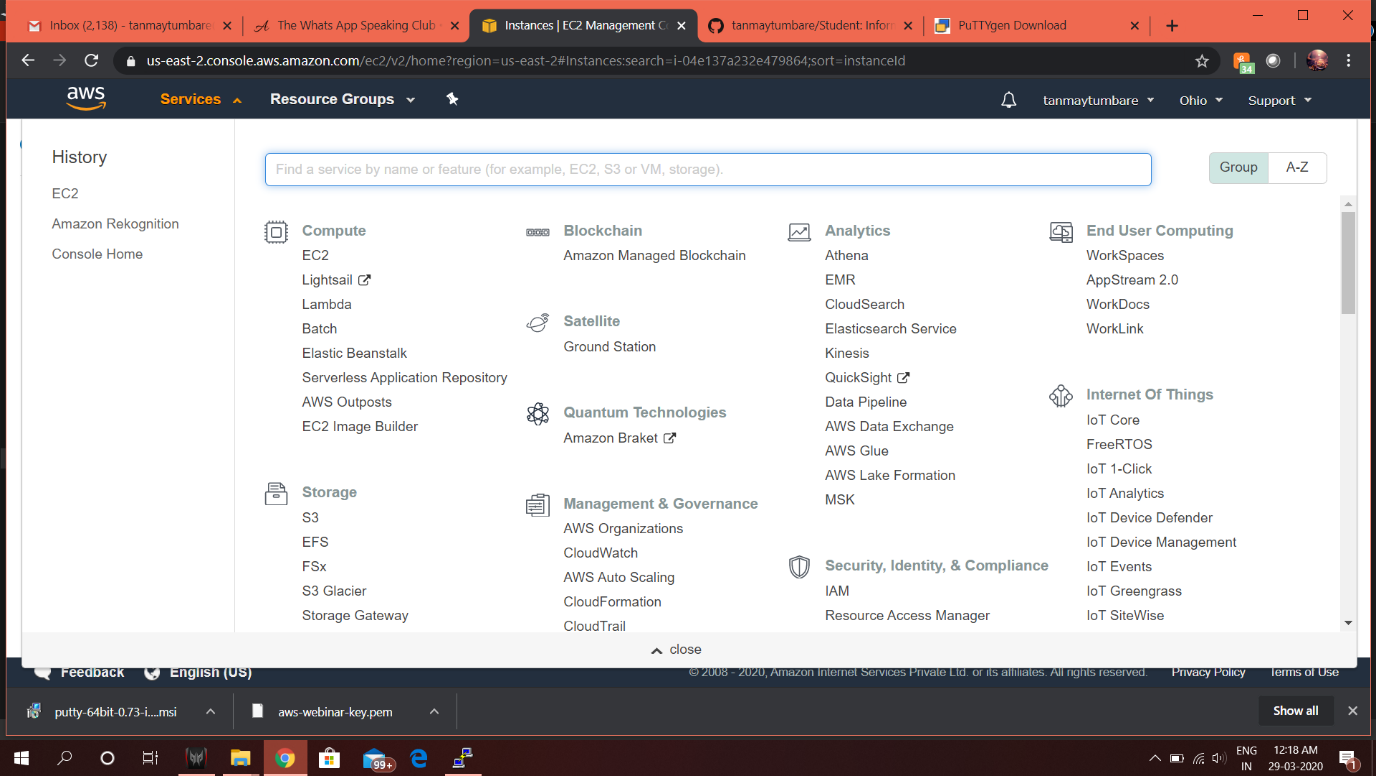 Inbox (2,138) - tanmaytumbare
The Whats App Speaking Club -
Instances | EC2 Management C
tanmaytumbare/Student: Inform
PuTTYgen Download
us-east-2.console.aws.amazon.com/ec2/v2/home?region=us-east-2#Instances:search=i-04e137a232e479864;sort=instanceId
34
aws
Services
Resource Groups
tanmaytumbare
Ohio
Support
History
EC2
Amazon Rekognition
Console Home
Find a service by name or feature (for example, EC2, S3 or VM, storage).
Group
A-Z
Compute
EC2
Lightsail
Lambda
Batch
Elastic Beanstalk
Serverless Application Repository
AWS Outposts
EC2 Image Builder
Storage
S3
EFS
FSx
S3 Glacier
Storage Gateway
Blockchain
Amazon Managed Blockchain
Satellite
Ground Station
Quantum Technologies
Amazon Braket
Management & Governance
AWS Organizations
CloudWatch
AWS Auto Scaling
CloudFormation
CloudTrail
Analytics
Athena
EMR
CloudSearch
Elasticsearch Service
Kinesis
QuickSight
Data Pipeline
AWS Data Exchange
AWS Glue
AWS Lake Formation
MSK
Security, Identity, & Compliance
IAM
Resource Access Manager
End User Computing
WorkSpaces
AppStream 2.0
WorkDocs
WorkLink
Internet Of Things
IoT Core
FreeRTOS
IoT 1-Click
IoT Analytics
IoT Device Defender
IoT Device Management
IoT Events
IoT Greengrass
IoT SiteWise
close
Feedback
English (US)
© 2008 - 2020, Amazon Internet Services Private Ltd. or its affiliates. All rights reserved.
Privacy Policy
Terms of Use
putty-64bit-0.73-i....msi
aws-webinar-key.pem
Show all
99+
ENG
IN
12:18 AM
29-03-2020
1